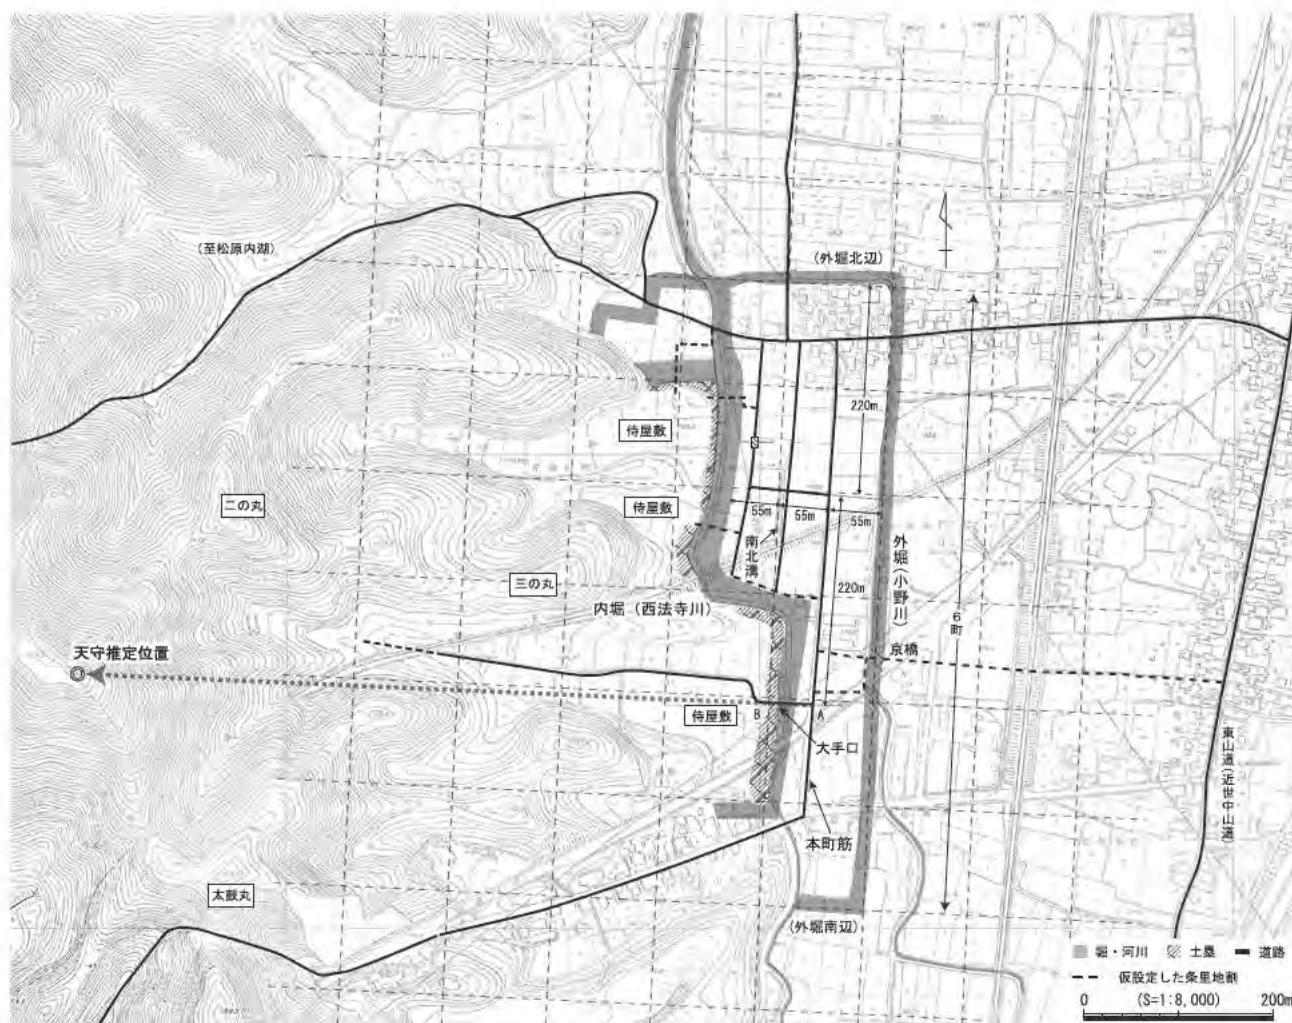 (至松原内湖)
(外堀北辺)
220m
侍屋敷
侍屋敷
二の丸
55m
55m
55m
南北溝
外堀(小野川)
三の丸
220m
内堀(西法寺川)
6町
京橋
天守推定位置
侍屋敷
B
A
大手口
東山道(近世中山道)
本町筋
太鼓丸
(外堀南辺)
堀・河川 土塁 道路
仮設定した条里地割
0 (S=1:8,000) 200m